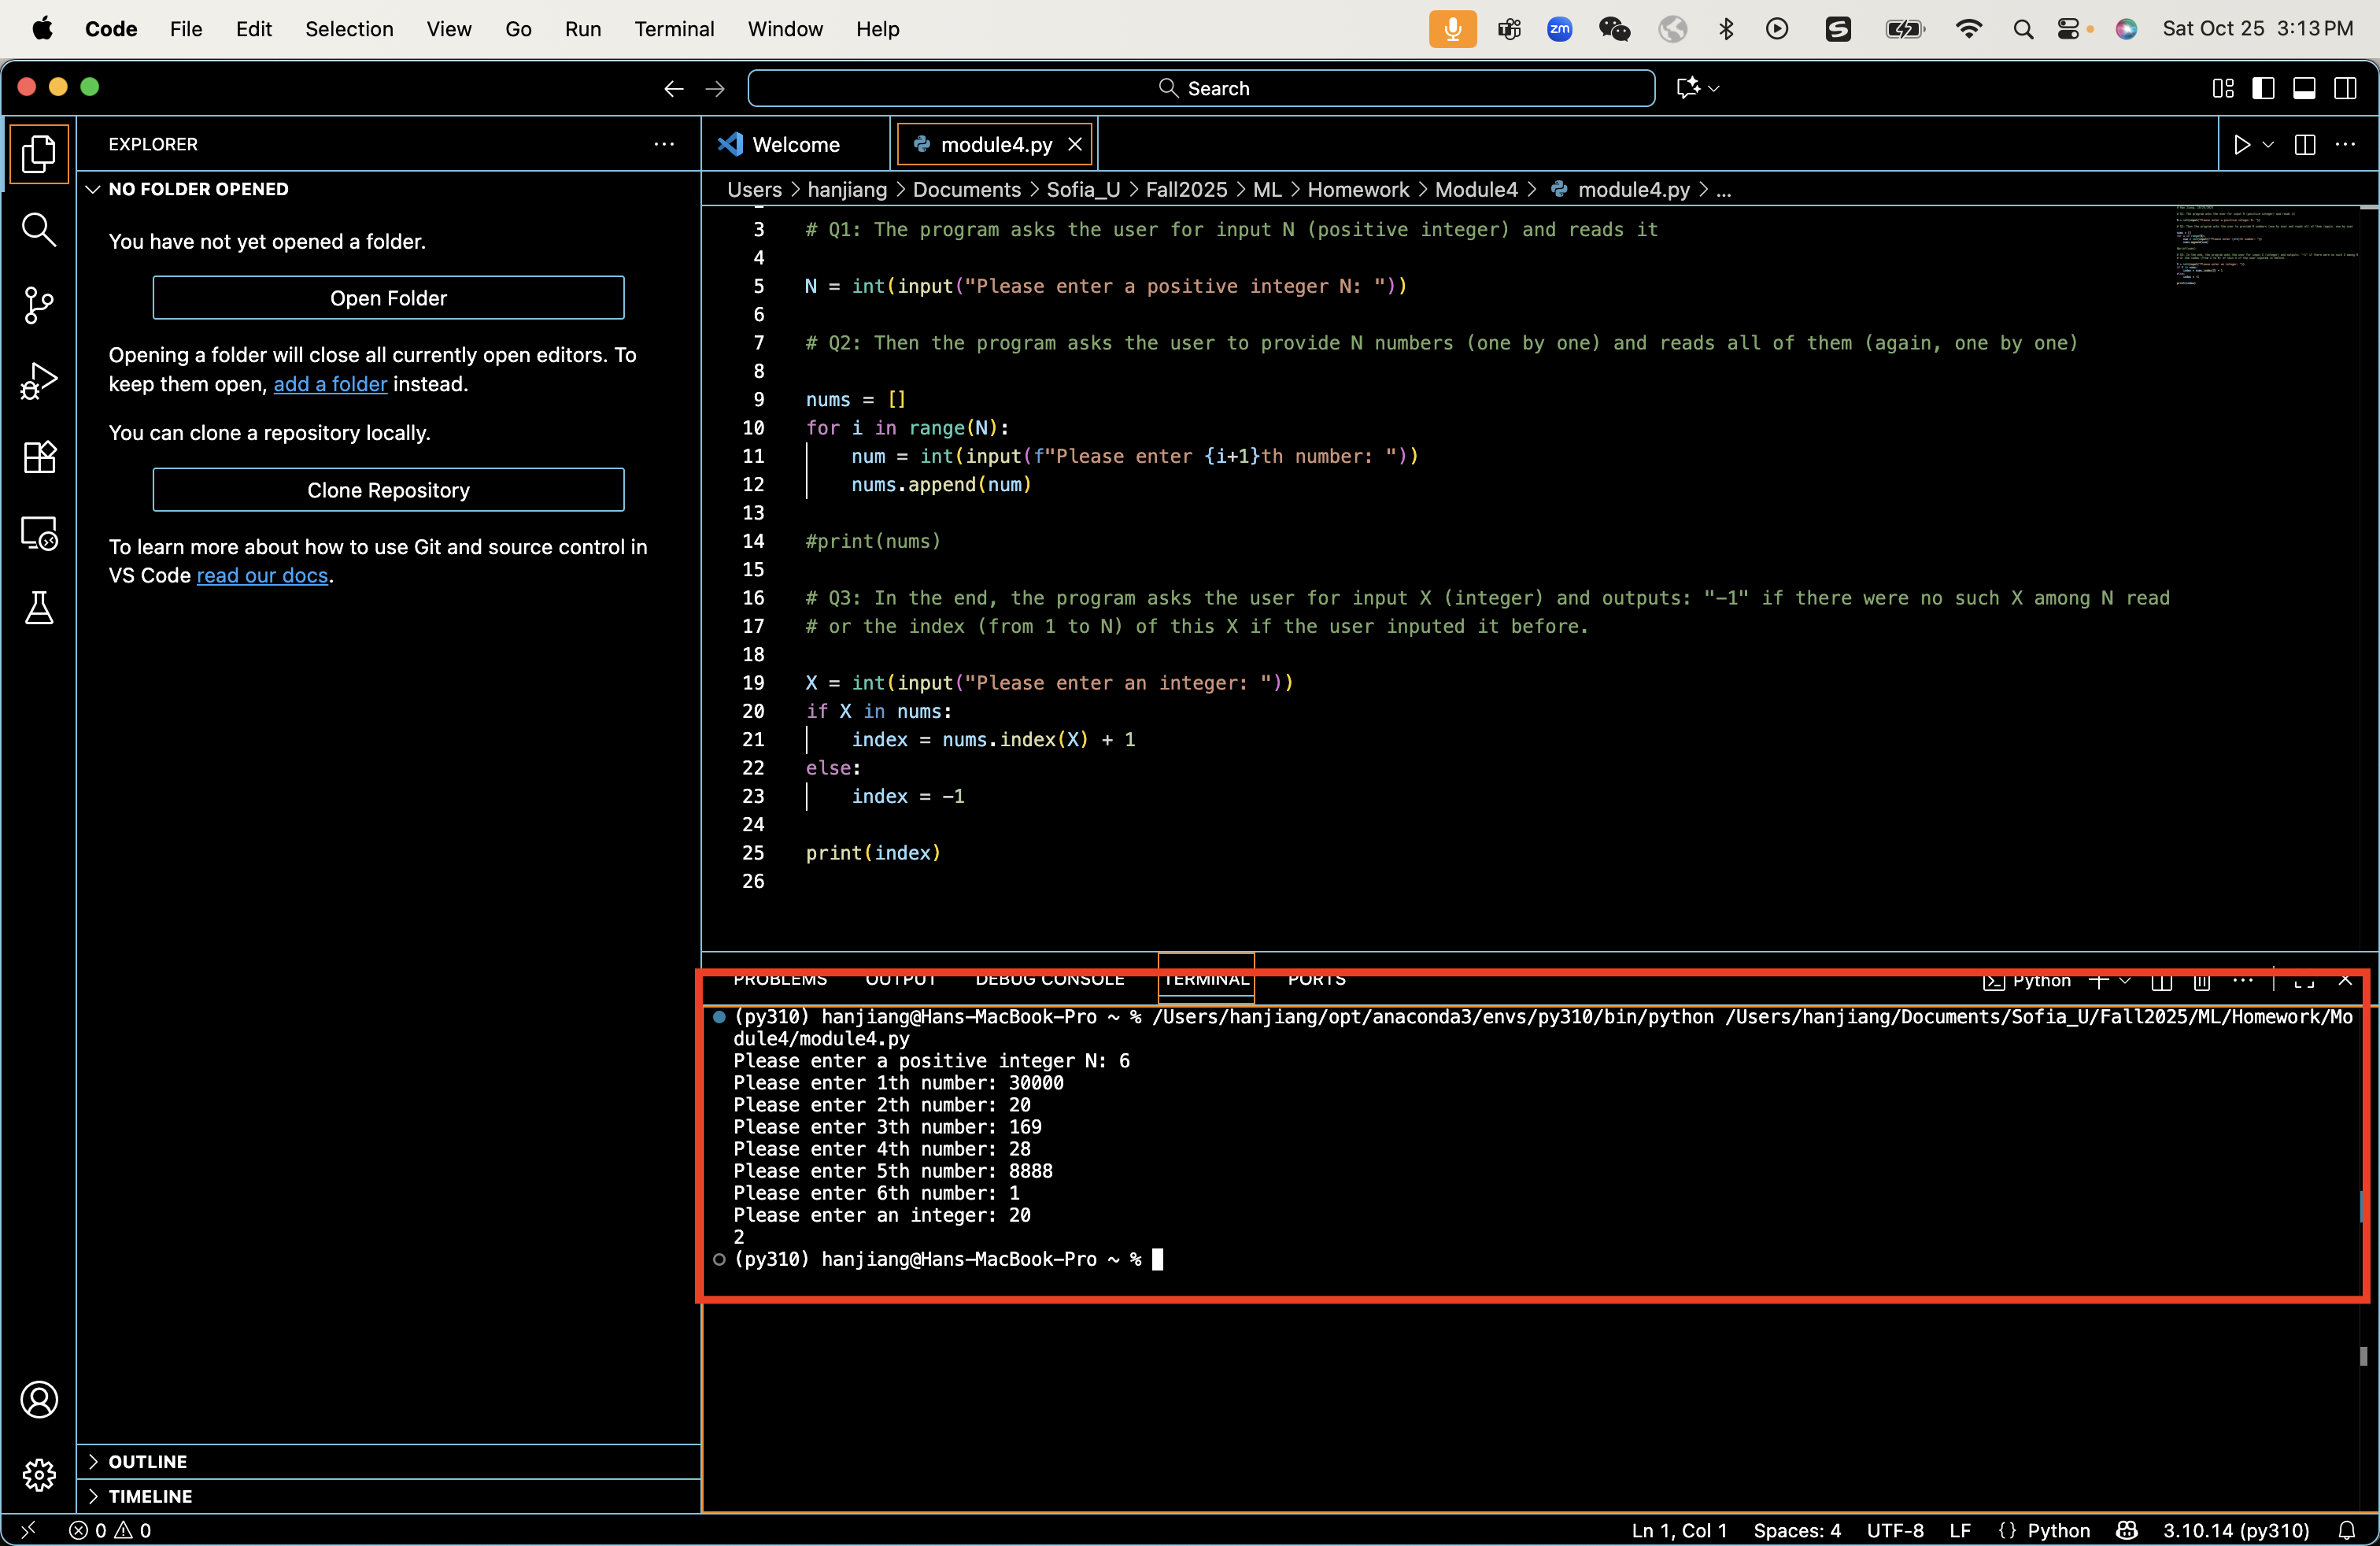 Code File Edit Selection View Go Run Terminal Window Help zm S Sat Oct 25 3:13 PM
Search
EXPLORER
Welcome
module4.py
NO FOLDER OPENED
You have not yet opened a folder.
Open Folder
Opening a folder will close all currently open editors. To
keep them open, add a folder instead.
You can clone a repository locally.
Clone Repository
To learn more about how to use Git and source control in
VS Code read our docs.
OUTLINE
TIMELINE
Users > hanjiang > Documents > Sofia_U > Fall2025 > ML > Homework > Module4 > module4.py > ...
3 # Q1: The program asks the user for input N (positive integer) and reads it
4
5 N = int(input("Please enter a positive integer N: "))
6
7 # Q2: Then the program asks the user to provide N numbers (one by one) and reads all of them (again, one by one)
8
9 nums = []
10 for i in range(N):
11 num = int(input(f"Please enter {i+1}th number: "))
12 nums.append(num)
13
14 #print(nums)
15
16 # Q3: In the end, the program asks the user for input X (integer) and outputs: "-1" if there were no such X among N read
17 # or the index (from 1 to N) of this X if the user inputed it before.
18
19 X = int(input("Please enter an integer: "))
20 if X in nums:
21 index = nums.index(X) + 1
22 else:
23 index = -1
24
25 print(index)
26
PROBLEMS OUTPUT DEBUG CONSOLE TERMINAL PORTS Python
(py310) hanjiang@Hans-MacBook-Pro ~ % /Users/hanjiang/opt/anaconda3/envs/py310/bin/python /Users/hanjiang/Documents/Sofia_U/Fall2025/ML/Homework/Mo
dule4/module4.py
Please enter a positive integer N: 6
Please enter 1th number: 30000
Please enter 2th number: 20
Please enter 3th number: 169
Please enter 4th number: 28
Please enter 5th number: 8888
Please enter 6th number: 1
Please enter an integer: 20
2
(py310) hanjiang@Hans-MacBook-Pro ~ %
0 0 Ln 1, Col 1 Spaces: 4 UTF-8 LF {} Python 3.10.14 (py310)